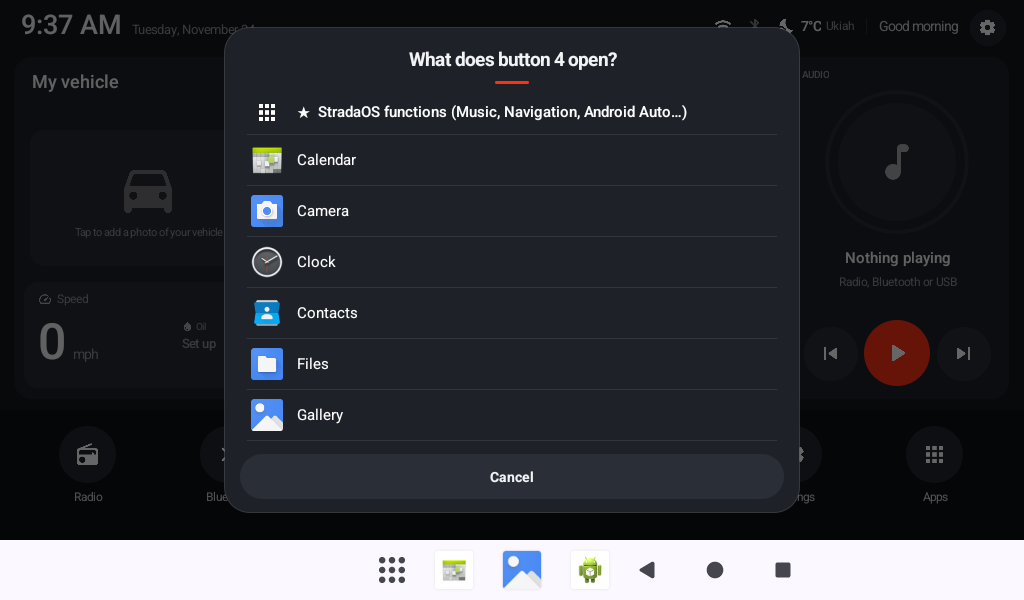 9:37 AM Tuesday, November 24
7°C Ukiah Good morning
What does button 4 open?
My vehicle
AUDIO
★ StradaOS functions (Music, Navigation, Android Auto…)
Calendar
Camera
Tap to add a photo of your vehicle
Clock
Nothing playing
Radio, Bluetooth or USB
Speed
Oil
Contacts
0 mph
Set up
Files
Gallery
Cancel
Radio
Blue
ngs
Apps